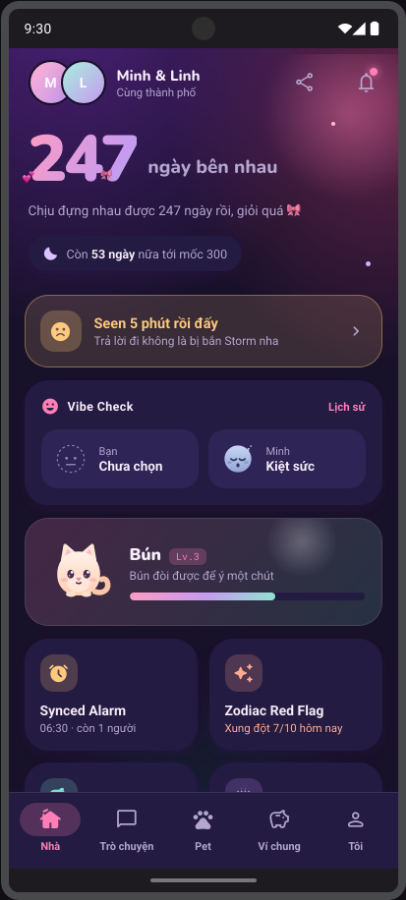 9:30
M L
Minh & Linh
Cùng thành phố
247 ngày bên nhau
Chịu đựng nhau được 247 ngày rồi, giỏi quá 🎀
Còn 53 ngày nữa tới mốc 300
Seen 5 phút rồi đấy
Trả lời đi không là bị bắn Storm nha
Vibe Check
Lịch sử
Bạn
Chưa chọn
Minh
Kiệt sức
Bún Lv.3
Bún đòi được để ý một chút
Synced Alarm
06:30 · còn 1 người
Zodiac Red Flag
Xung đột 7/10 hôm nay
Nhà
Trò chuyện
Pet
Ví chung
Tôi